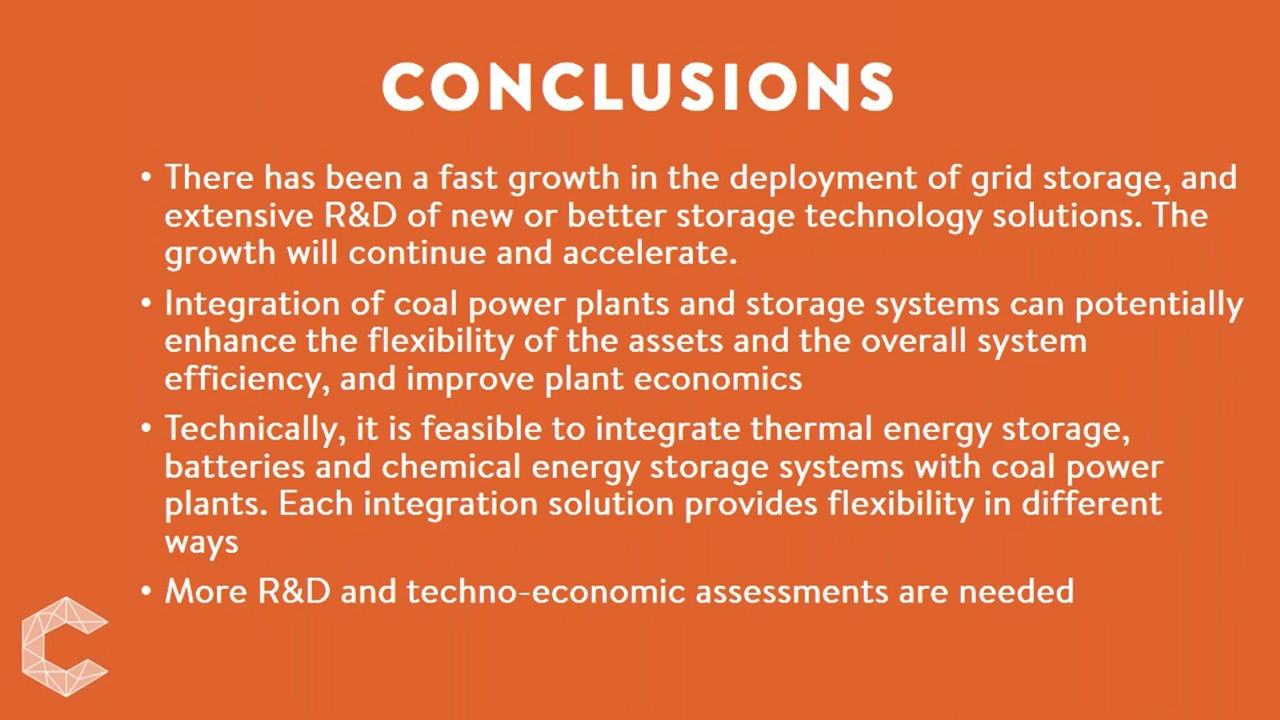 CONCLUSIONS
• There has been a fast growth in the deployment of grid storage, and
extensive R&D of new or better storage technology solutions. The
growth will continue and accelerate.
• Integration of coal power plants and storage systems can potentially
enhance the flexibility of the assets and the overall system
efficiency, and improve plant economics
• Technically, it is feasible to integrate thermal energy storage,
batteries and chemical energy storage systems with coal power
plants. Each integration solution provides flexibility in different
ways
• More R&D and techno-economic assessments are needed